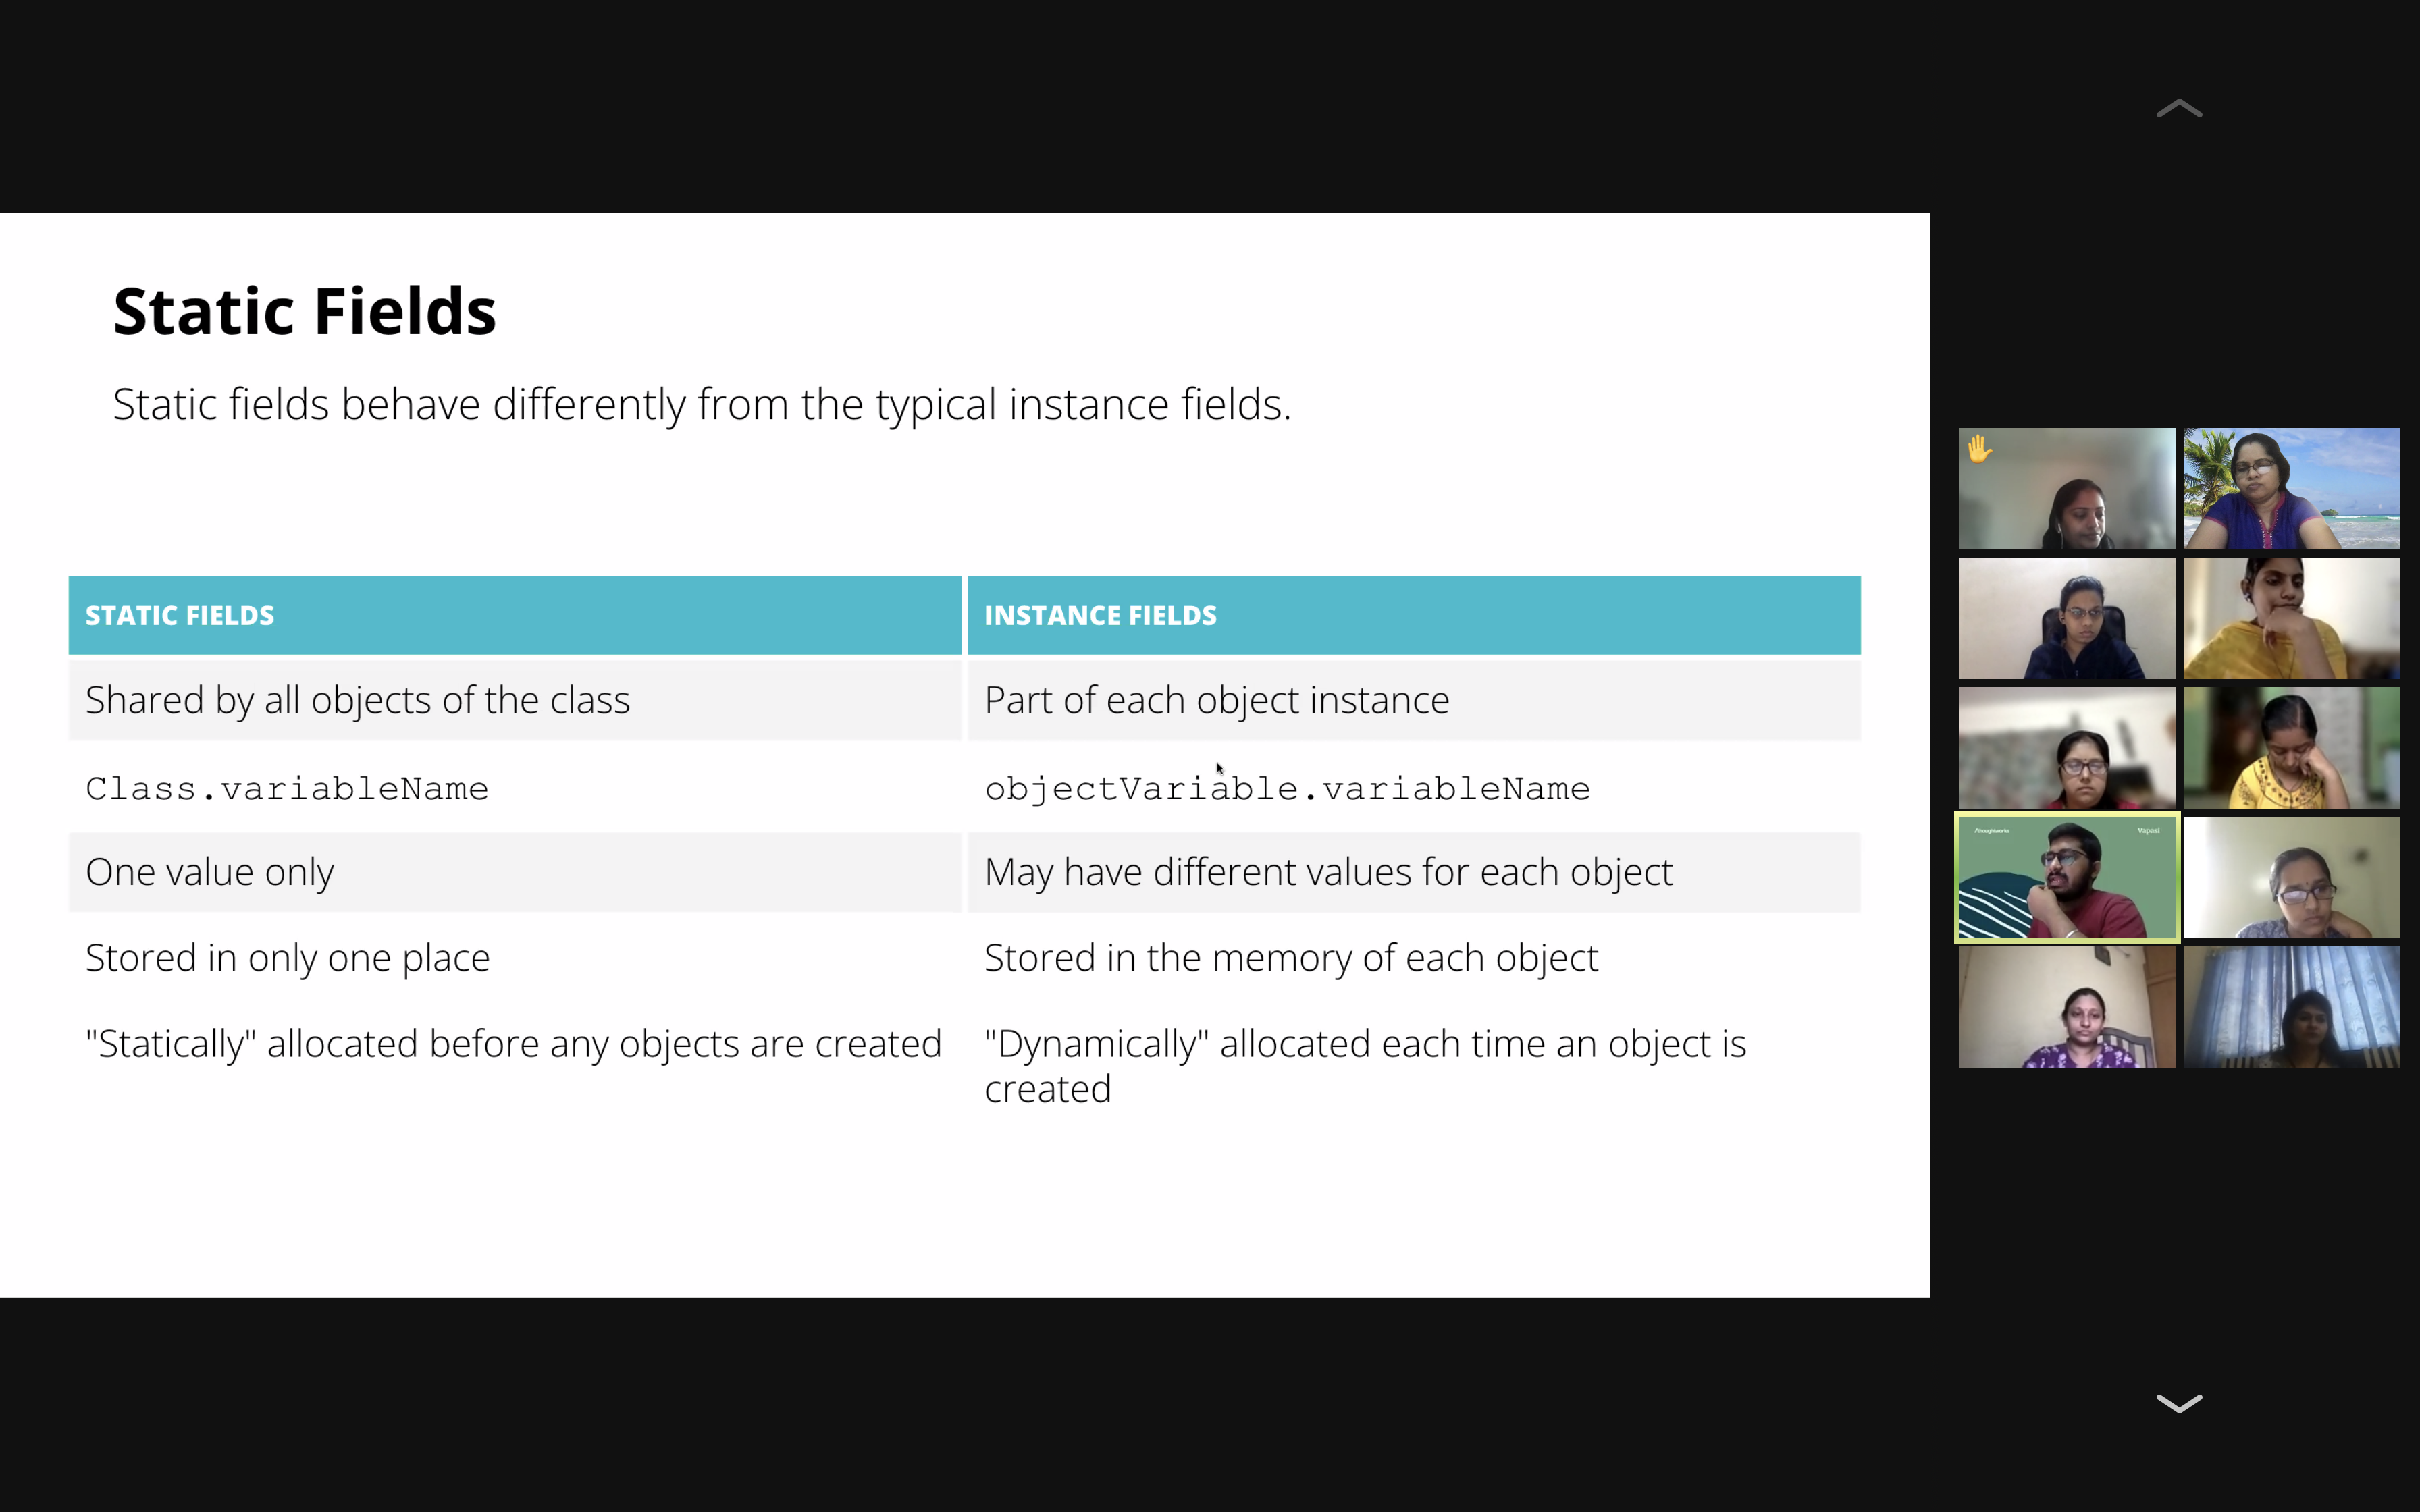 Static Fields
Static fields behave differently from the typical instance fields.
STATIC FIELDS
INSTANCE FIELDS
Shared by all objects of the class
Part of each object instance
Class.variableName
objectVariable.variableName
One value only
May have different values for each object
Stored in only one place
Stored in the memory of each object
"Statically" allocated before any objects are created
"Dynamically" allocated each time an object is
created
/thoughtworks
Vapasi